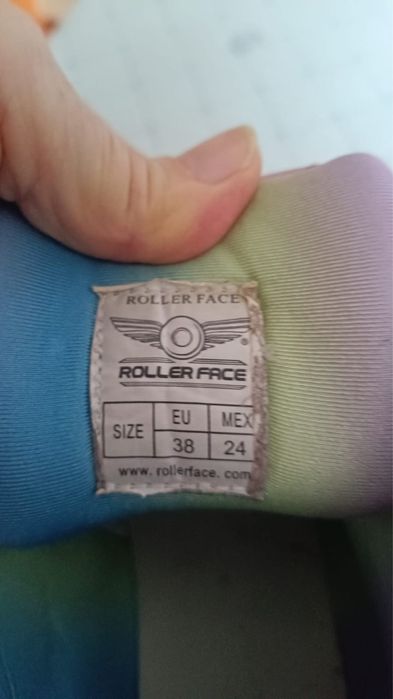 ROLLER FACE
®
ROLLER FACE
SIZE EU MEX
38 24
www.rollerface.com